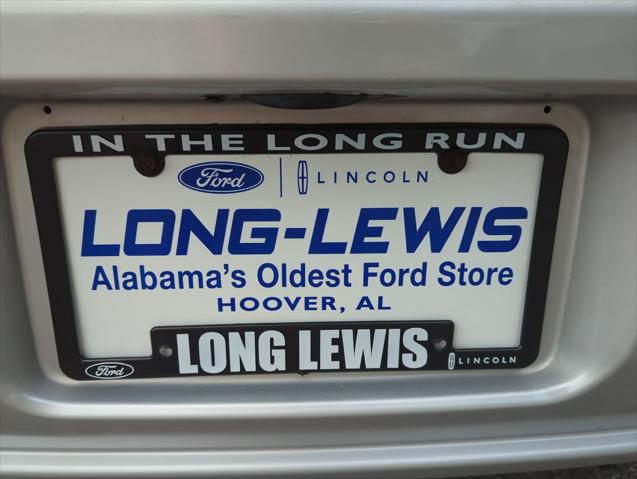 IN THE LONG RUN
Ford LINCOLN
LONG-LEWIS
Alabama's Oldest Ford Store
HOOVER, AL
LONG LEWIS
Ford LINCOLN